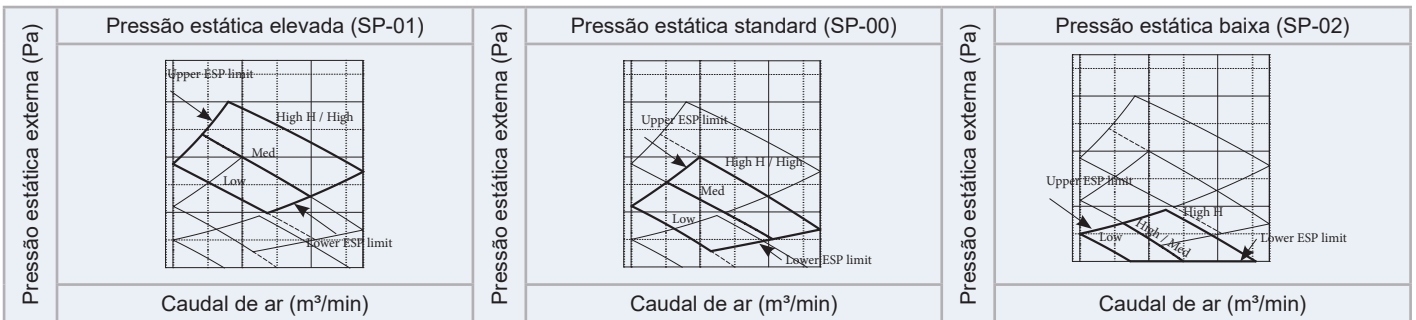 Pressão estática externa (Pa)
Pressão estática elevada (SP-01)
Upper ESP limit
High H / High
Med
Low
Lower ESP limit
Caudal de ar (m³/min)
Pressão estática externa (Pa)
Pressão estática standard (SP-00)
Upper ESP limit
High H / High
Med
Low
Lower ESP limit
Caudal de ar (m³/min)
Pressão estática externa (Pa)
Pressão estática baixa (SP-02)
Upper ESP limit
High H
Low
High / Med
Lower ESP limit
Caudal de ar (m³/min)